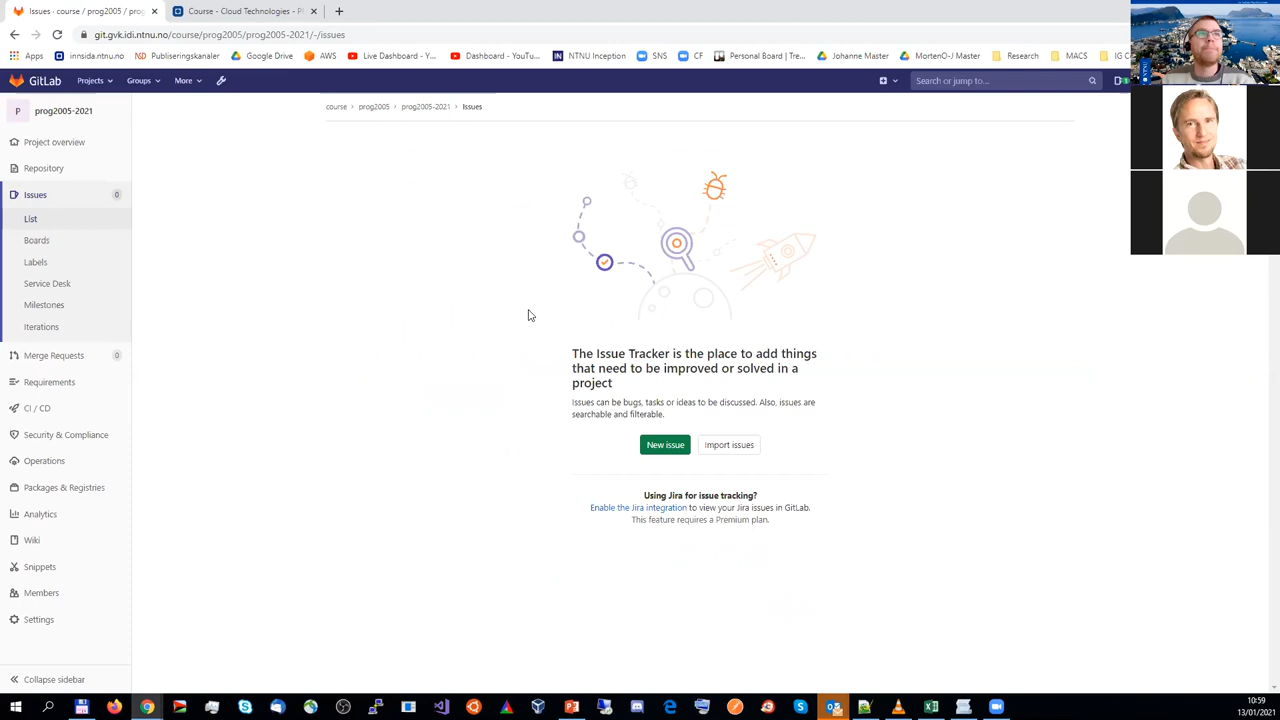 Issues · course / prog2005 / prog
Course - Cloud Technologies - P
git.gvk.idi.ntnu.no/course/prog2005/prog2005-2021/-/issues
Apps
innsida.ntnu.no
Publiseringskanaler
Google Drive
AWS
Live Dashboard - Y...
Dashboard - YouTu...
NTNU Inception
SNS
CF
Personal Board | Tre...
Johanne Master
MortenO-J Master
Research
MACS
IG C
GitLab
Projects
Groups
More
Search or jump to...
P
prog2005-2021
course > prog2005 > prog2005-2021 > Issues
Project overview
Repository
Issues 0
List
Boards
Labels
Service Desk
Milestones
Iterations
Merge Requests 0
Requirements
CI / CD
Security & Compliance
Operations
Packages & Registries
Analytics
Wiki
Snippets
Members
Settings
Collapse sidebar
The Issue Tracker is the place to add things
that need to be improved or solved in a
project
Issues can be bugs, tasks or ideas to be discussed. Also, issues are
searchable and filterable.
New issue
Import issues
Using Jira for issue tracking?
Enable the Jira integration to view your Jira issues in GitLab.
This feature requires a Premium plan.
NTNU
10:59
13/01/2021